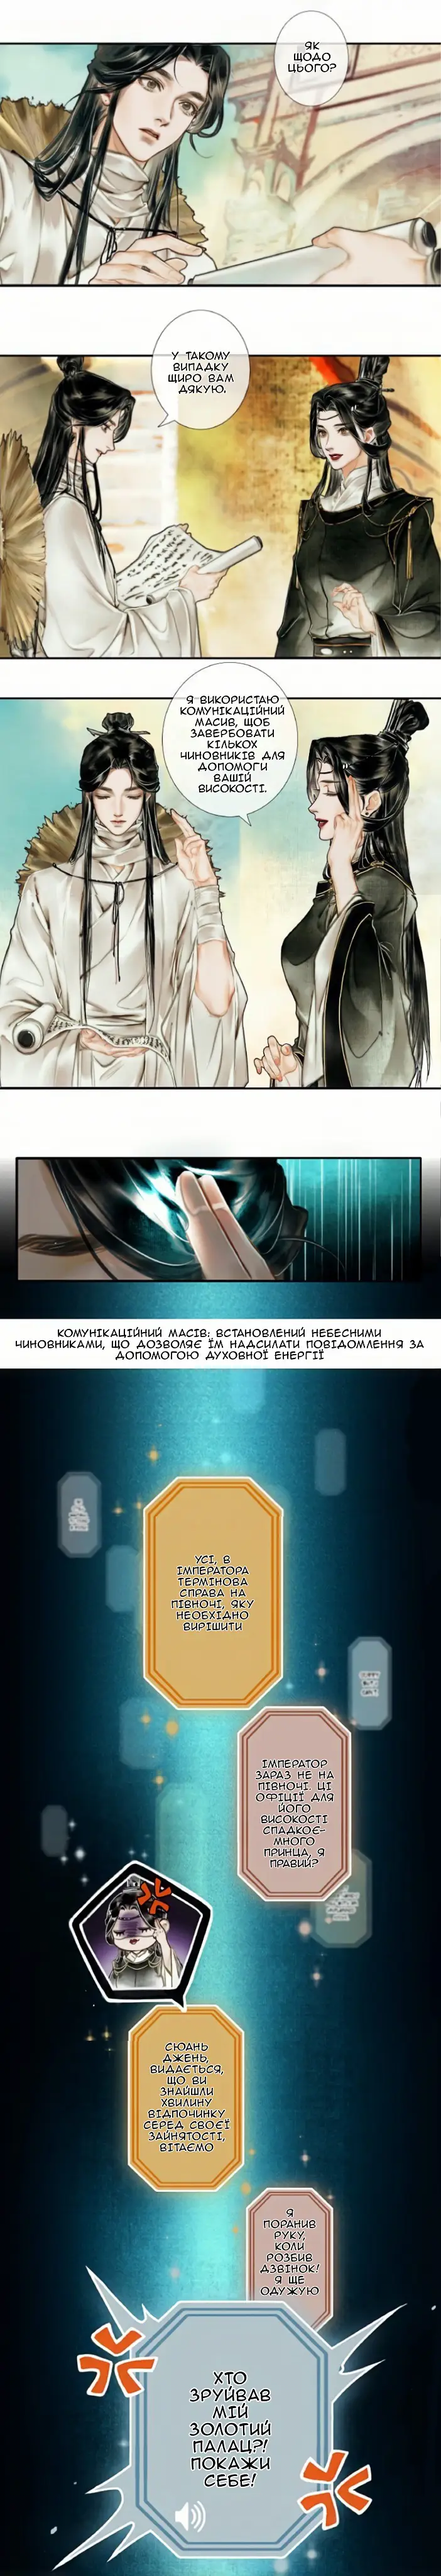 ЯК
ЩОДО
ЦЬОГО?
У ТАКОМУ
ВИПАДКУ
ЩИРО ВАМ
ДЯКУЮ.
Я ВИКОРИСТАЮ
КОМУНІКАЦІЙНИЙ
МАСИВ, ЩОБ
ЗАВЕРБОВАТИ
КІЛЬКОХ
ЧИНОВНИКІВ ДЛЯ
ДОПОМОГИ
ВАШІЙ
ВИСОКОСТІ.
КОМУНІКАЦІЙНИЙ МАСІВ: ВСТАНОВЛЕНИЙ НЕБЕСНИМИ
ЧИНОВНИКАМИ, ЩО ДОЗВОЛЯЄ ЇМ НАДСИЛАТИ ПОВІДОМЛЕННЯ ЗА
ДОПОМОГОЮ ДУХОВНОЇ ЕНЕРГІЇ
УСІ, В
ІМПЕРАТОРА
ТЕРМІНОВА
СПРАВА НА
ПІВНОЧІ, ЯКУ
НЕОБХІДНО
ВИРІШИТИ
ІМПЕРАТОР
ЗАРАЗ НЕ НА
ПІВНОЧІ. ЦІ
ОФІЦІЇ ДЛЯ
ЙОГО
ВИСОКОСТІ
СПАДКОЄ-
МНОГО
ПРИНЦА, Я
ПРАВИЙ?
СЮАНЬ
ДЖЕНЬ,
ВИДАЄТЬСЯ,
ЩО ВИ
ЗНАЙШЛИ
ХВИЛИНУ
ВІДПОЧИНКУ
СЕРЕД СВОЄЇ
ЗАЙНЯТОСТІ,
ВІТАЄМО
Я
ПОРАНИВ
РУКУ,
КОЛИ
РОЗБИВ
ДЗВІНОК!
Я ЩЕ
ОДУЖУЮ
ХТО
ЗРУЙВАВ
МІЙ
ЗОЛОТИЙ
ПАЛАЦ?!
ПОКАЖИ
СЕБЕ!